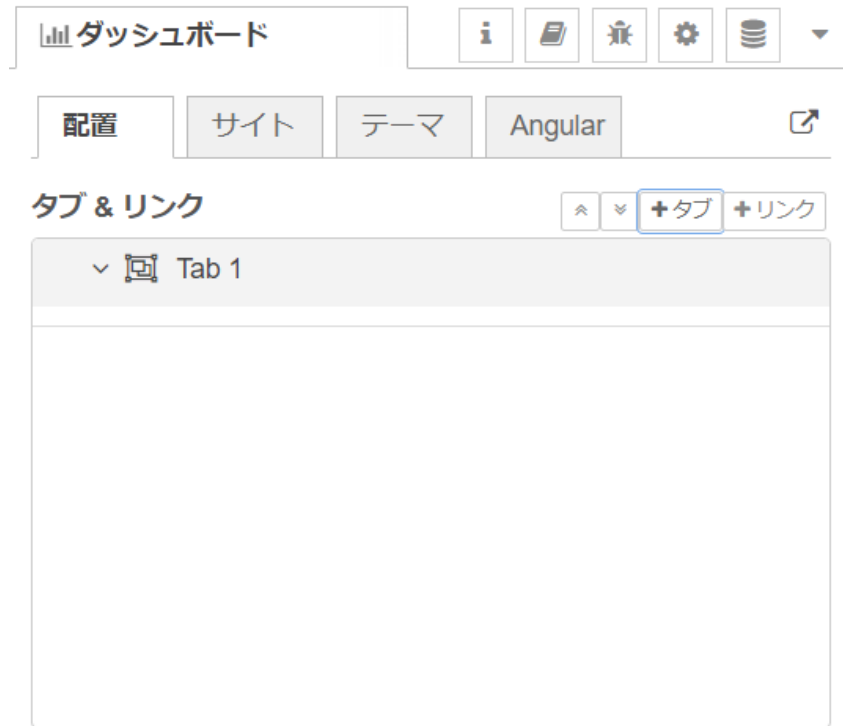 ダッシュボード
配置 サイト テーマ Angular
タブ & リンク +タブ +リンク
Tab 1